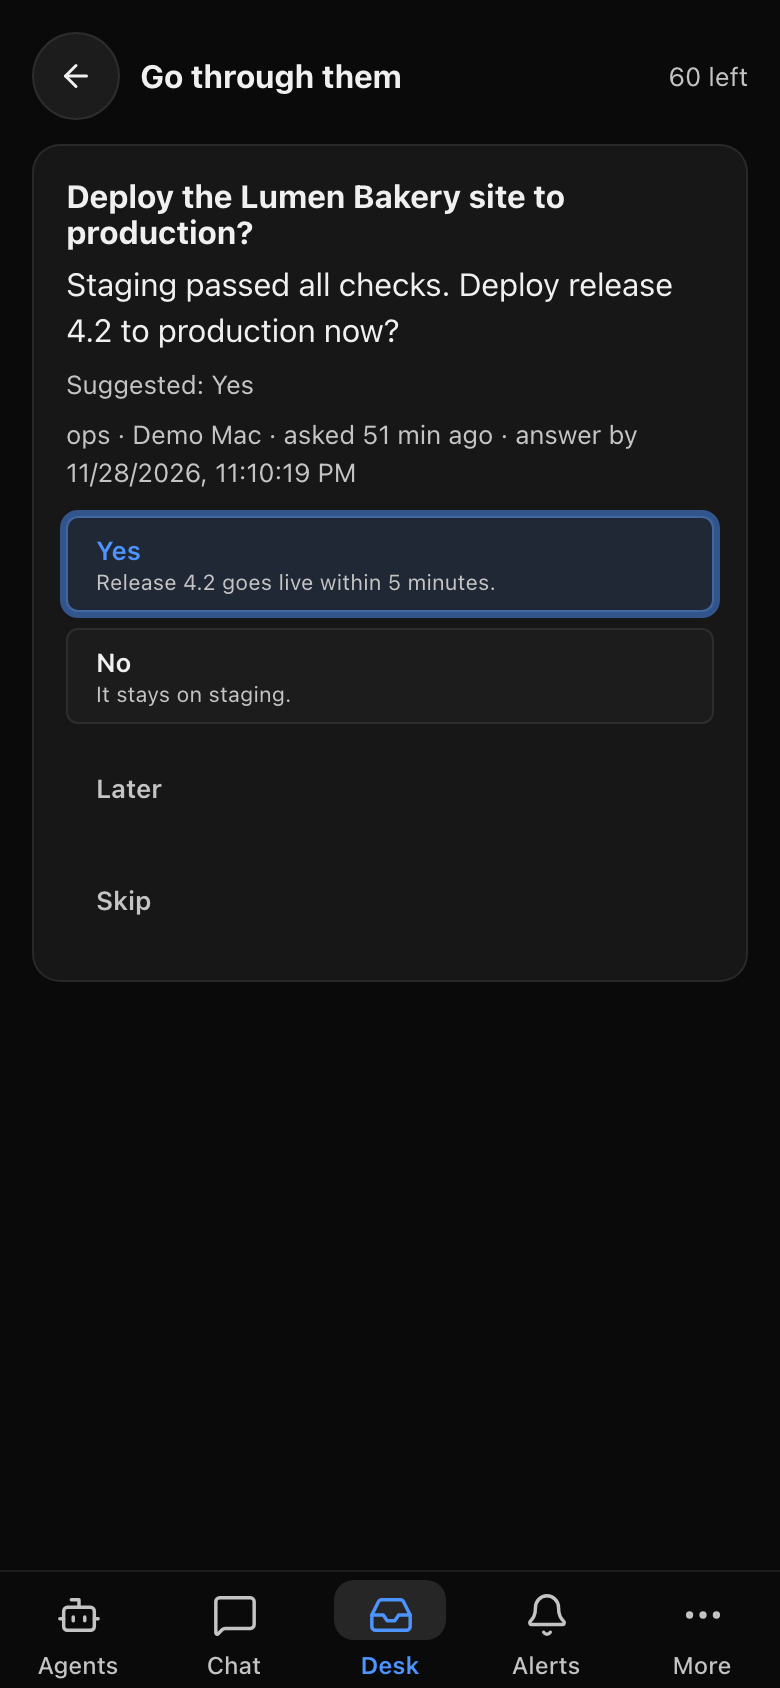 Go through them
60 left
Deploy the Lumen Bakery site to
production?
Staging passed all checks. Deploy release
4.2 to production now?
Suggested: Yes
ops · Demo Mac · asked 51 min ago · answer by
11/28/2026, 11:10:19 PM
Yes
Release 4.2 goes live within 5 minutes.
No
It stays on staging.
Later
Skip
Agents
Chat
Desk
Alerts
More